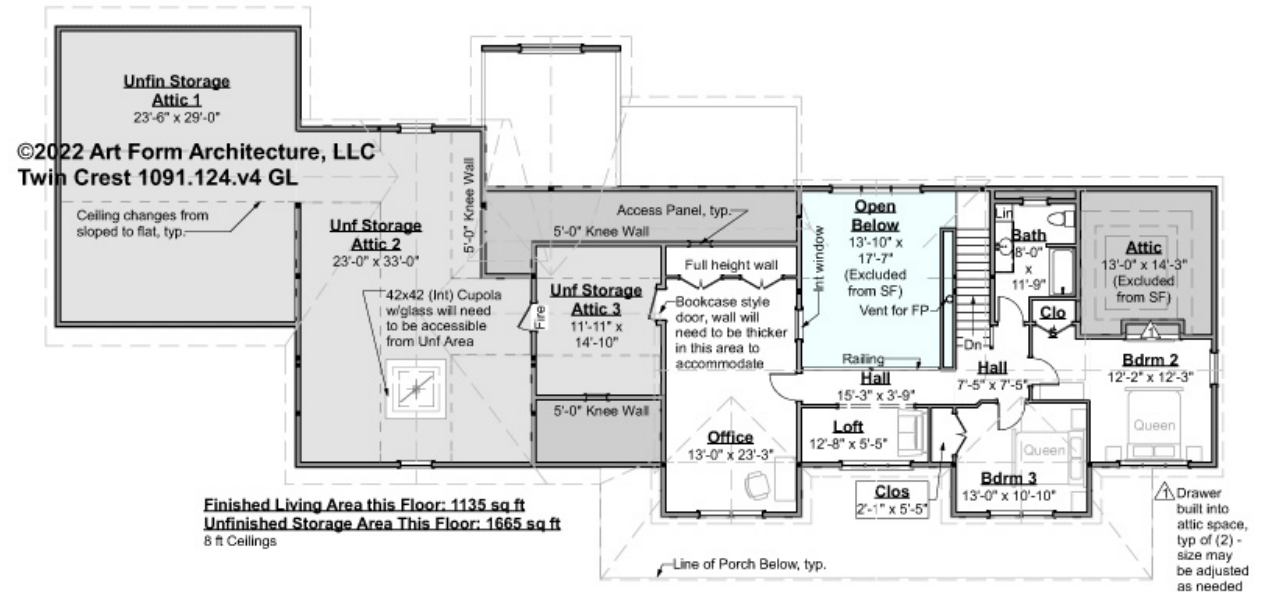 Unfin Storage
Attic 1
23'-6" x 29'-0"
©2022 Art Form Architecture, LLC
Twin Crest 1091.124.v4 GL
Ceiling changes from
sloped to flat, typ.
Unf Storage
Attic 2
23'-0" x 33'-0"
5'-0" Knee Wall
42x42 (Int) Cupola
w/glass will need
to be accessible
from Unf Area
Access Panel, typ.
5'-0" Knee Wall
Fire
Unf Storage
Attic 3
11'-11" x
14'-10"
5'-0" Knee Wall
Full height wall
Bookcase style
door, wall will
need to be thicker
in this area to
accommodate
Office
13'-0" x 23'-3"
Int window
Open
Below
13'-10" x
17'-7"
(Excluded
from SF)
Vent for FP
Railing
Dn
Hall
15'-3" x 3'-9"
Loft
12'-8" x 5'-5"
Clos
2'-1" x 5'-5"
Lin
Bath
8'-0"
x
11'-9"
Clo
s
Hall
7'-5" x 7'-5"
Attic
13'-0" x 14'-3"
(Excluded
from SF)
1
Bdrm 2
12'-2" x 12'-3"
Queen
Queen
Bdrm 3
13'-0" x 10'-10"
1 Drawer
built into
attic space,
typ of (2) -
size may
be adjusted
as needed
Finished Living Area this Floor: 1135 sq ft
Unfinished Storage Area This Floor: 1665 sq ft
8 ft Ceilings
Line of Porch Below, typ.